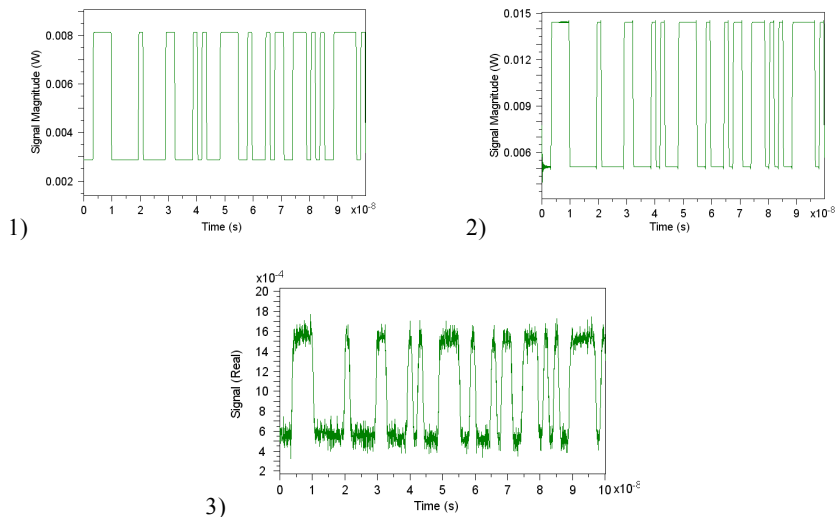 Signal Magnitude (W)
0.008
0.006
0.004
0.002
0 1 2 3 4 5 6 7 8 9 x10-8
Time (s)
1)
Signal Magnitude (W)
0.015
0.012
0.009
0.006
0 1 2 3 4 5 6 7 8 9 x10-8
Time (s)
2)
x10-4
Signal (Real)
20
18
16
14
12
10
8
6
4
2
0 1 2 3 4 5 6 7 8 9 10 x10-8
Time (s)
3)